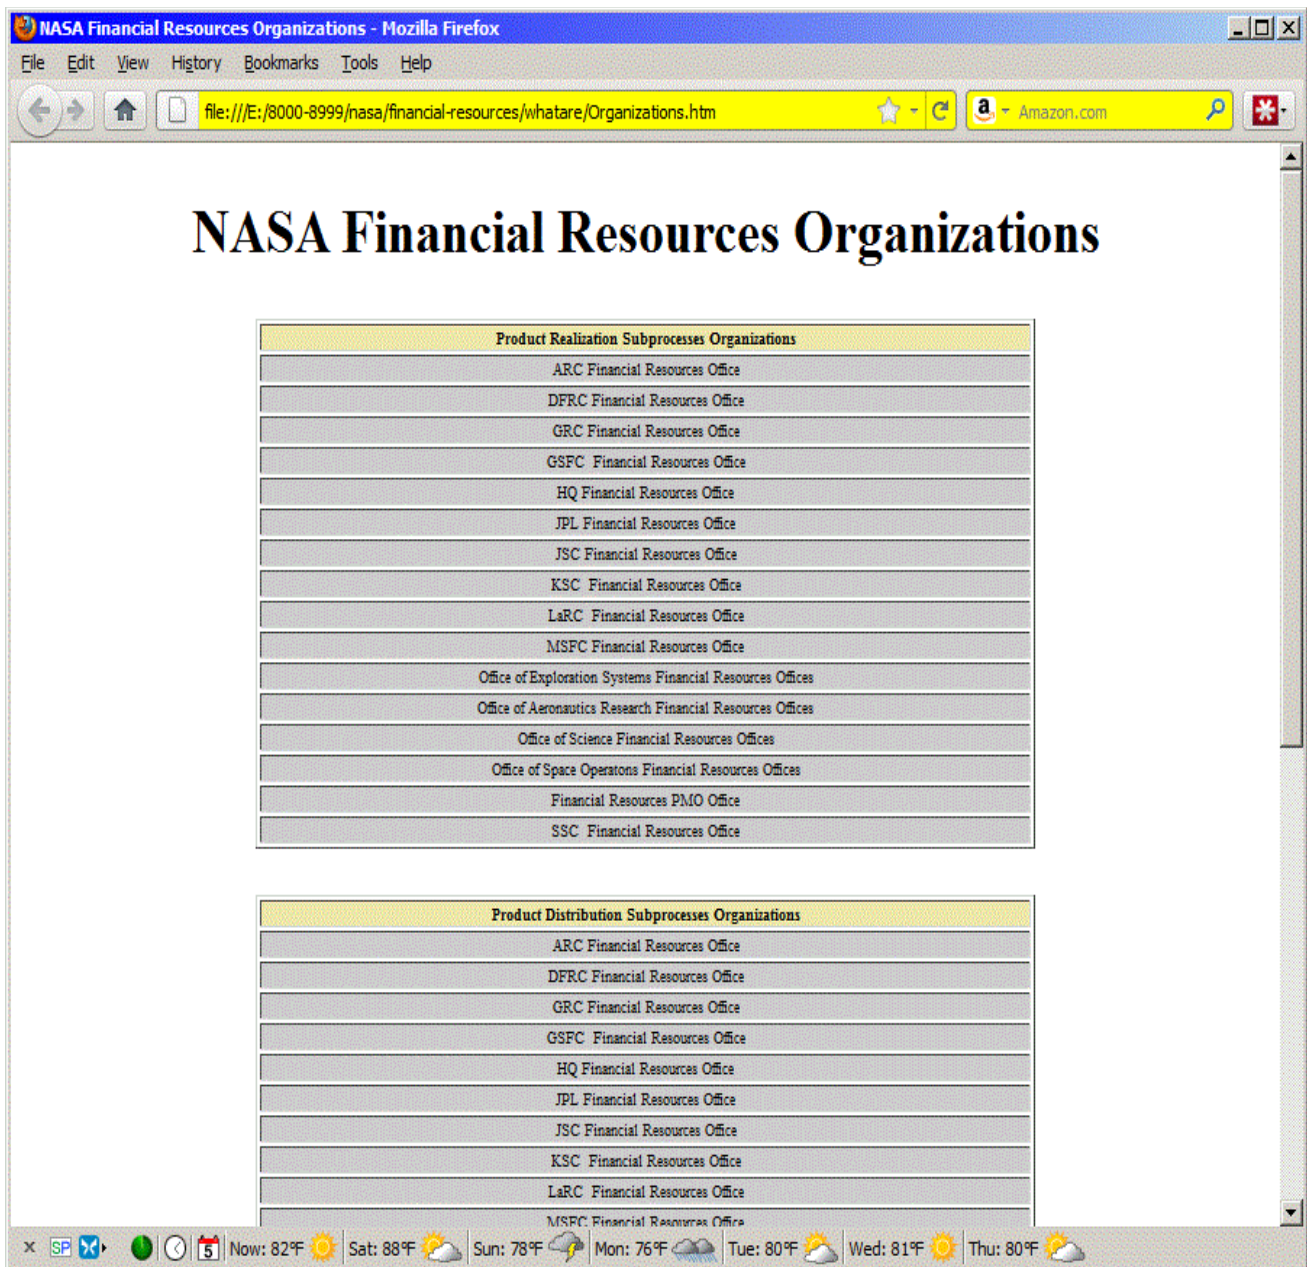 NASA Financial Resources Organizations - Mozilla Firefox
File Edit View History Bookmarks Tools Help
file:///E:/8000-8999/nasa/financial-resources/whatare/Organizations.htm Amazon.com
NASA Financial Resources Organizations
Product Realization Subprocesses Organizations
ARC Financial Resources Office
DFRC Financial Resources Office
GRC Financial Resources Office
GSFC Financial Resources Office
HQ Financial Resources Office
JPL Financial Resources Office
JSC Financial Resources Office
KSC Financial Resources Office
LaRC Financial Resources Office
MSFC Financial Resources Office
Office of Exploration Systems Financial Resources Offices
Office of Aeronautics Research Financial Resources Offices
Office of Science Financial Resources Offices
Office of Space Operatons Financial Resources Offices
Financial Resources PMO Office
SSC Financial Resources Office
Product Distribution Subprocesses Organizations
ARC Financial Resources Office
DFRC Financial Resources Office
GRC Financial Resources Office
GSFC Financial Resources Office
HQ Financial Resources Office
JPL Financial Resources Office
JSC Financial Resources Office
KSC Financial Resources Office
LaRC Financial Resources Office
MSFC Financial Resources Office
SP 5 Now: 82°F Sat: 88°F Sun: 78°F Mon: 76°F Tue: 80°F Wed: 81°F Thu: 80°F